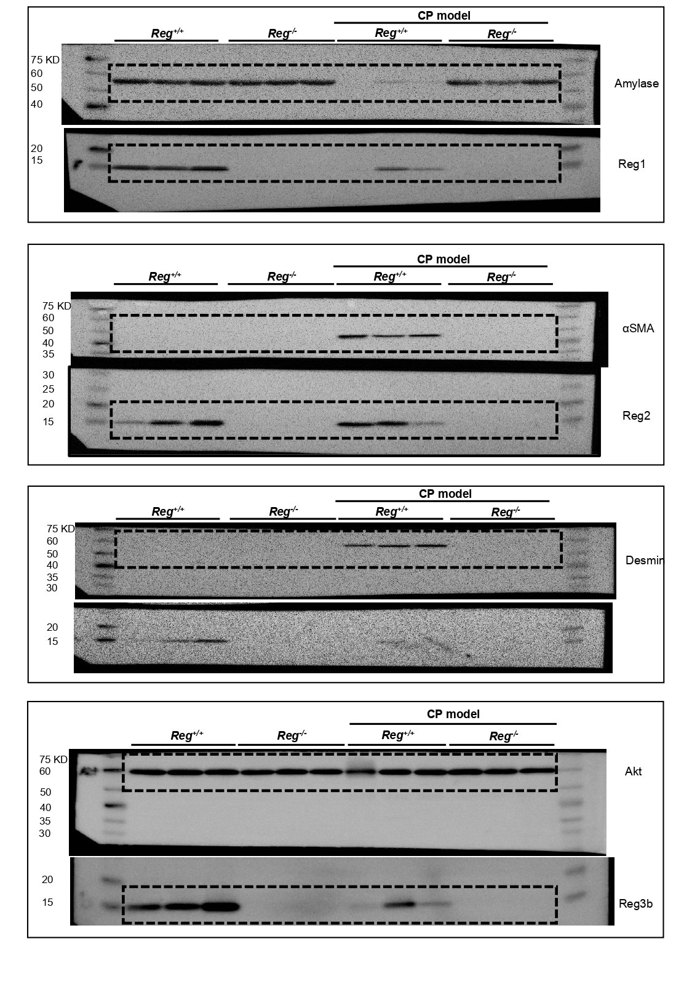 CP model
Reg+/+ Reg-/- Reg+/+ Reg-/-
75 KD
60
50
40
Amylase
20
15
Reg1
CP model
Reg+/+ Reg-/- Reg+/+ Reg-/-
75 KD
60
50
40
35
αSMA
30
25
20
15
Reg2
CP model
Reg+/+ Reg-/- Reg+/+ Reg-/-
75 KD
60
50
40
35
30
Desmin
20
15
CP model
Reg+/+ Reg-/- Reg+/+ Reg-/-
75 KD
60
50
40
35
30
Akt
20
15
Reg3b